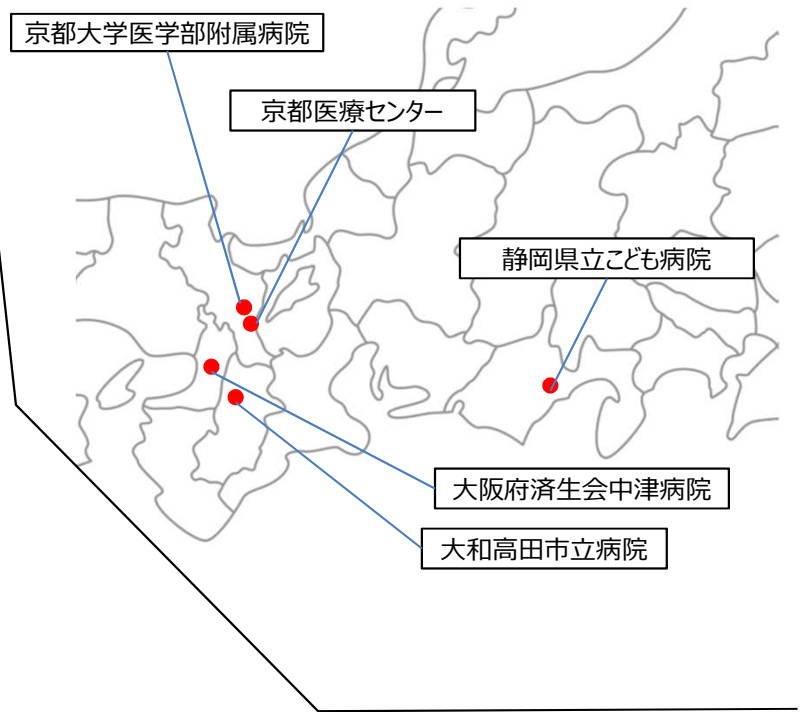 京都大学医学部附属病院
京都医療センター
静岡県立こども病院
大阪府済生会中津病院
大和高田市立病院